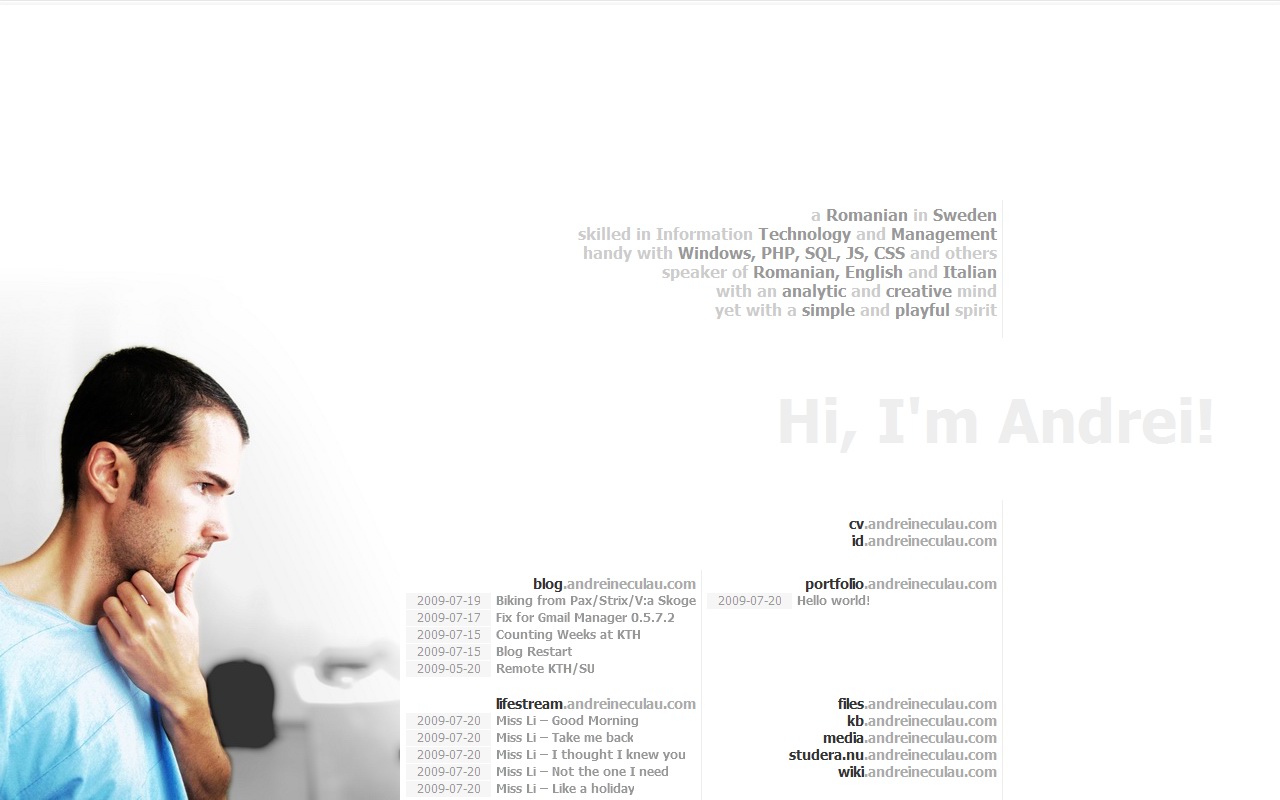 a Romanian in Sweden
skilled in Information Technology and Management
handy with Windows, PHP, SQL, JS, CSS and others
speaker of Romanian, English and Italian
with an analytic and creative mind
yet with a simple and playful spirit
Hi, I'm Andrei!
cv.andreineculau.com
id.andreineculau.com
blog.andreineculau.com
2009-07-19 Biking from Pax/Strix/V:a Skoge
2009-07-17 Fix for Gmail Manager 0.5.7.2
2009-07-15 Counting Weeks at KTH
2009-07-15 Blog Restart
2009-05-20 Remote KTH/SU
portfolio.andreineculau.com
2009-07-20 Hello world!
lifestream.andreineculau.com
2009-07-20 Miss Li – Good Morning
2009-07-20 Miss Li – Take me back
2009-07-20 Miss Li – I thought I knew you
2009-07-20 Miss Li – Not the one I need
2009-07-20 Miss Li – Like a holiday
files.andreineculau.com
kb.andreineculau.com
media.andreineculau.com
studera.nu.andreineculau.com
wiki.andreineculau.com